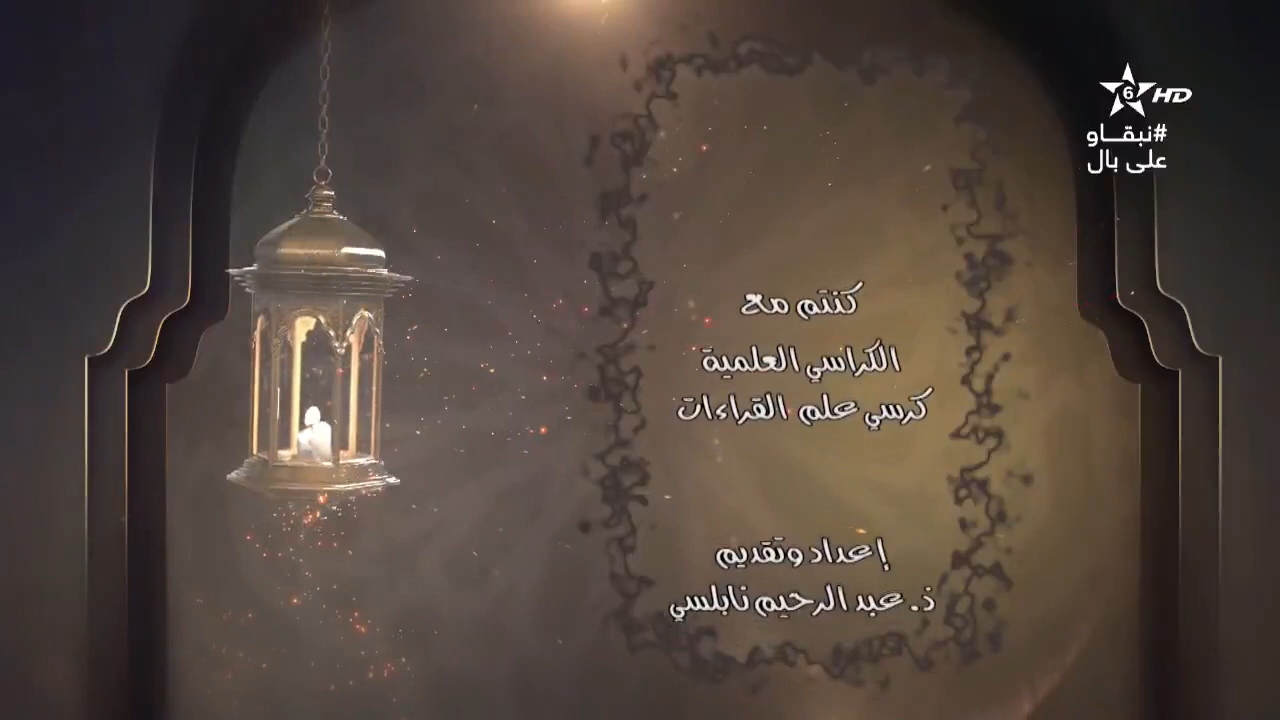 6 HD
#نبقاو
على بال
كنتم مع
الكراسي العلمية
كرسي علم القراءات
إعداد وتقديم
ذ. عبد الرحيم نابلسي